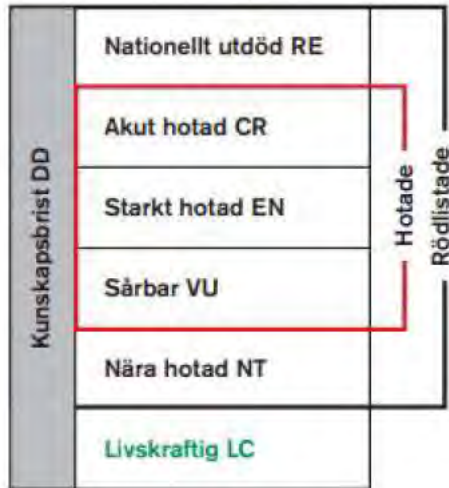 Kunskapsbrist DD
Nationellt utdöd RE
Akut hotad CR
Starkt hotad EN
Sårbar VU
Nära hotad NT
Livskraftig LC
Hotade
Rödlistade